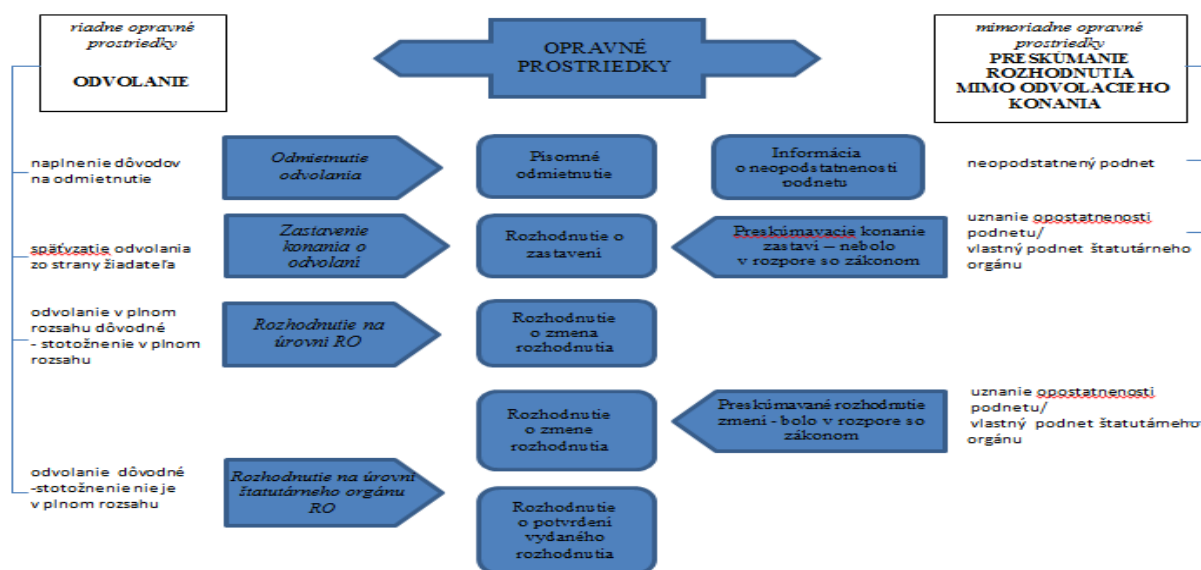 riadne opravné
prostriedky
ODVOLANIE
OPRAVNÉ
PROSTRIEDKY
mimoriadne opravné
prostriedky
PRESKÚMANIE
ROZHODNUTIA
MIMO ODVOLACIEHO
KONANIA
naplnenie dôvodov
na odmietnutie
Odmietnutie
odvolania
Písomné
odmietnutie
Informácia
o neopodstatnenosti
podnetu
neopodstatnený podnet
späťvzatie odvolania
zo strany žiadateľa
Zastavenie
konania o
odvolaní
Rozhodnutie o
zastavení
Preskúmavacie konanie
zastaví – nebolo
v rozpore so zákonom
uznanie opostatnenosti
podnetu/
vlastný podnet štatutárneho
orgánu
odvolanie v plnom
rozsahu dôvodné
- stotožnenie v plnom
rozsahu
Rozhodnutie na
úrovni RO
Rozhodnutie
o zmena
rozhodnutia
Rozhodnutie
o zmene
rozhodnutia
Preskúmavané rozhodnutie
zmení - bolo v rozpore so
zákonom
uznanie opostatnenosti
podnetu/
vlastný podnet štatutárneho
orgánu
odvolanie dôvodné
-stotožnenie nie je
v plnom rozsahu
Rozhodnutie na úrovni
štatutárneho orgánu
RO
Rozhodnutie
o potvrdení
vydaného
rozhodnutia